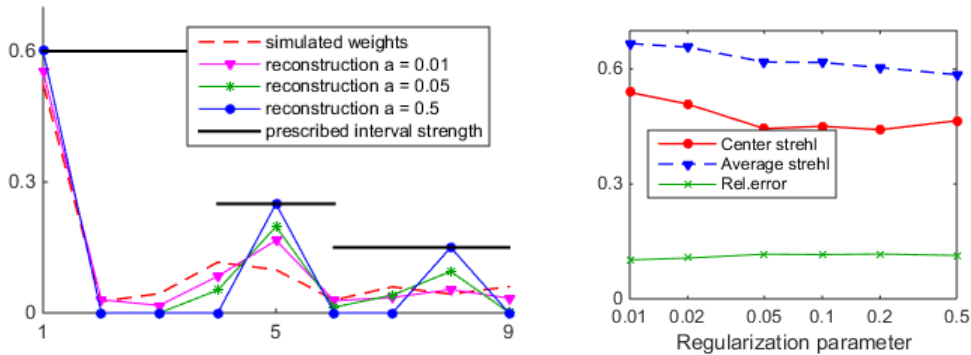 0.6
0.3
0
1
5
9
simulated weights
reconstruction a = 0.01
reconstruction a = 0.05
reconstruction a = 0.5
prescribed interval strength
0.6
0.3
0
0.01
0.02
0.05
0.1
0.2
0.5
Center strehl
Average strehl
Rel.error
Regularization parameter